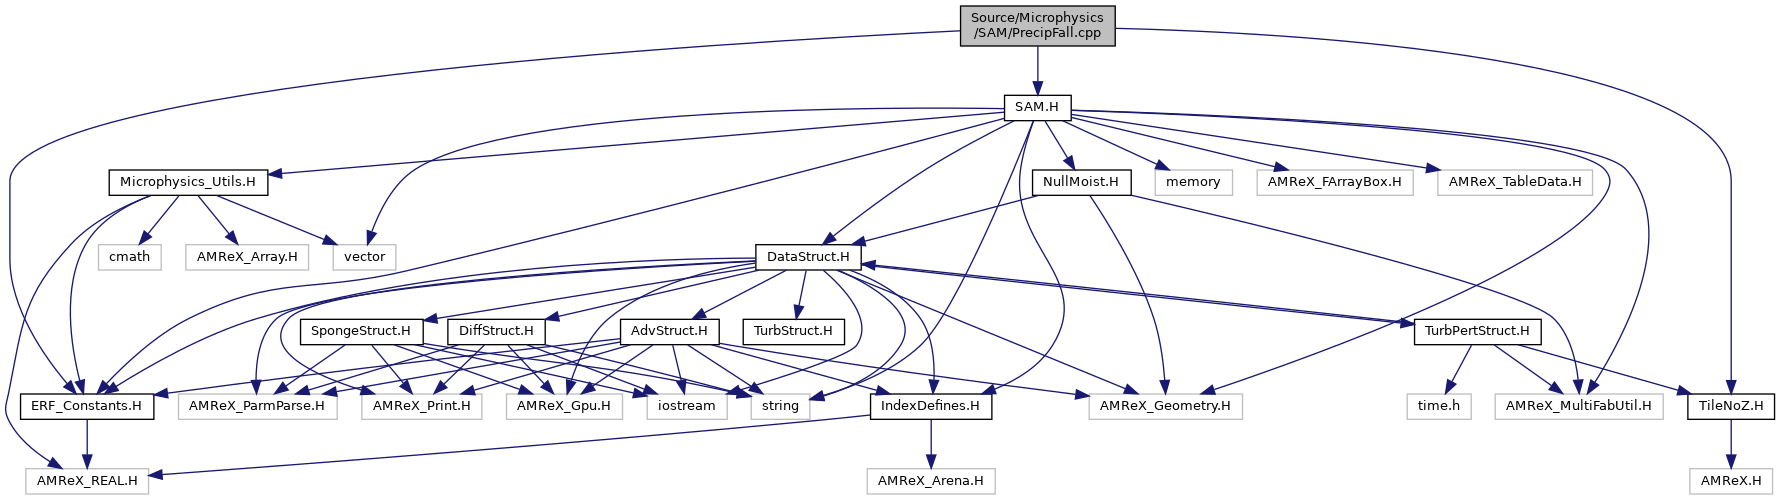 Source/Microphysics
/SAM/PrecipFall.cpp
SAM.H
Microphysics_Utils.H
NullMoist.H
memory
AMReX_FArrayBox.H
AMReX_TableData.H
cmath
AMReX_Array.H
vector
DataStruct.H
SpongeStruct.H
DiffStruct.H
AdvStruct.H
TurbStruct.H
TurbPertStruct.H
ERF_Constants.H
AMReX_ParmParse.H
AMReX_Print.H
AMReX_Gpu.H
iostream
string
IndexDefines.H
AMReX_Geometry.H
time.h
AMReX_MultiFabUtil.H
TileNoZ.H
AMReX_REAL.H
AMReX_Arena.H
AMReX.H